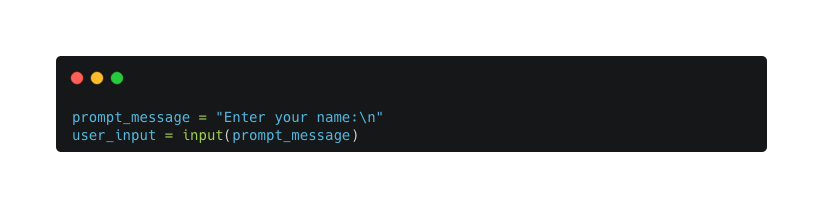 prompt_message = "Enter your name:\n"
user_input = input(prompt_message)